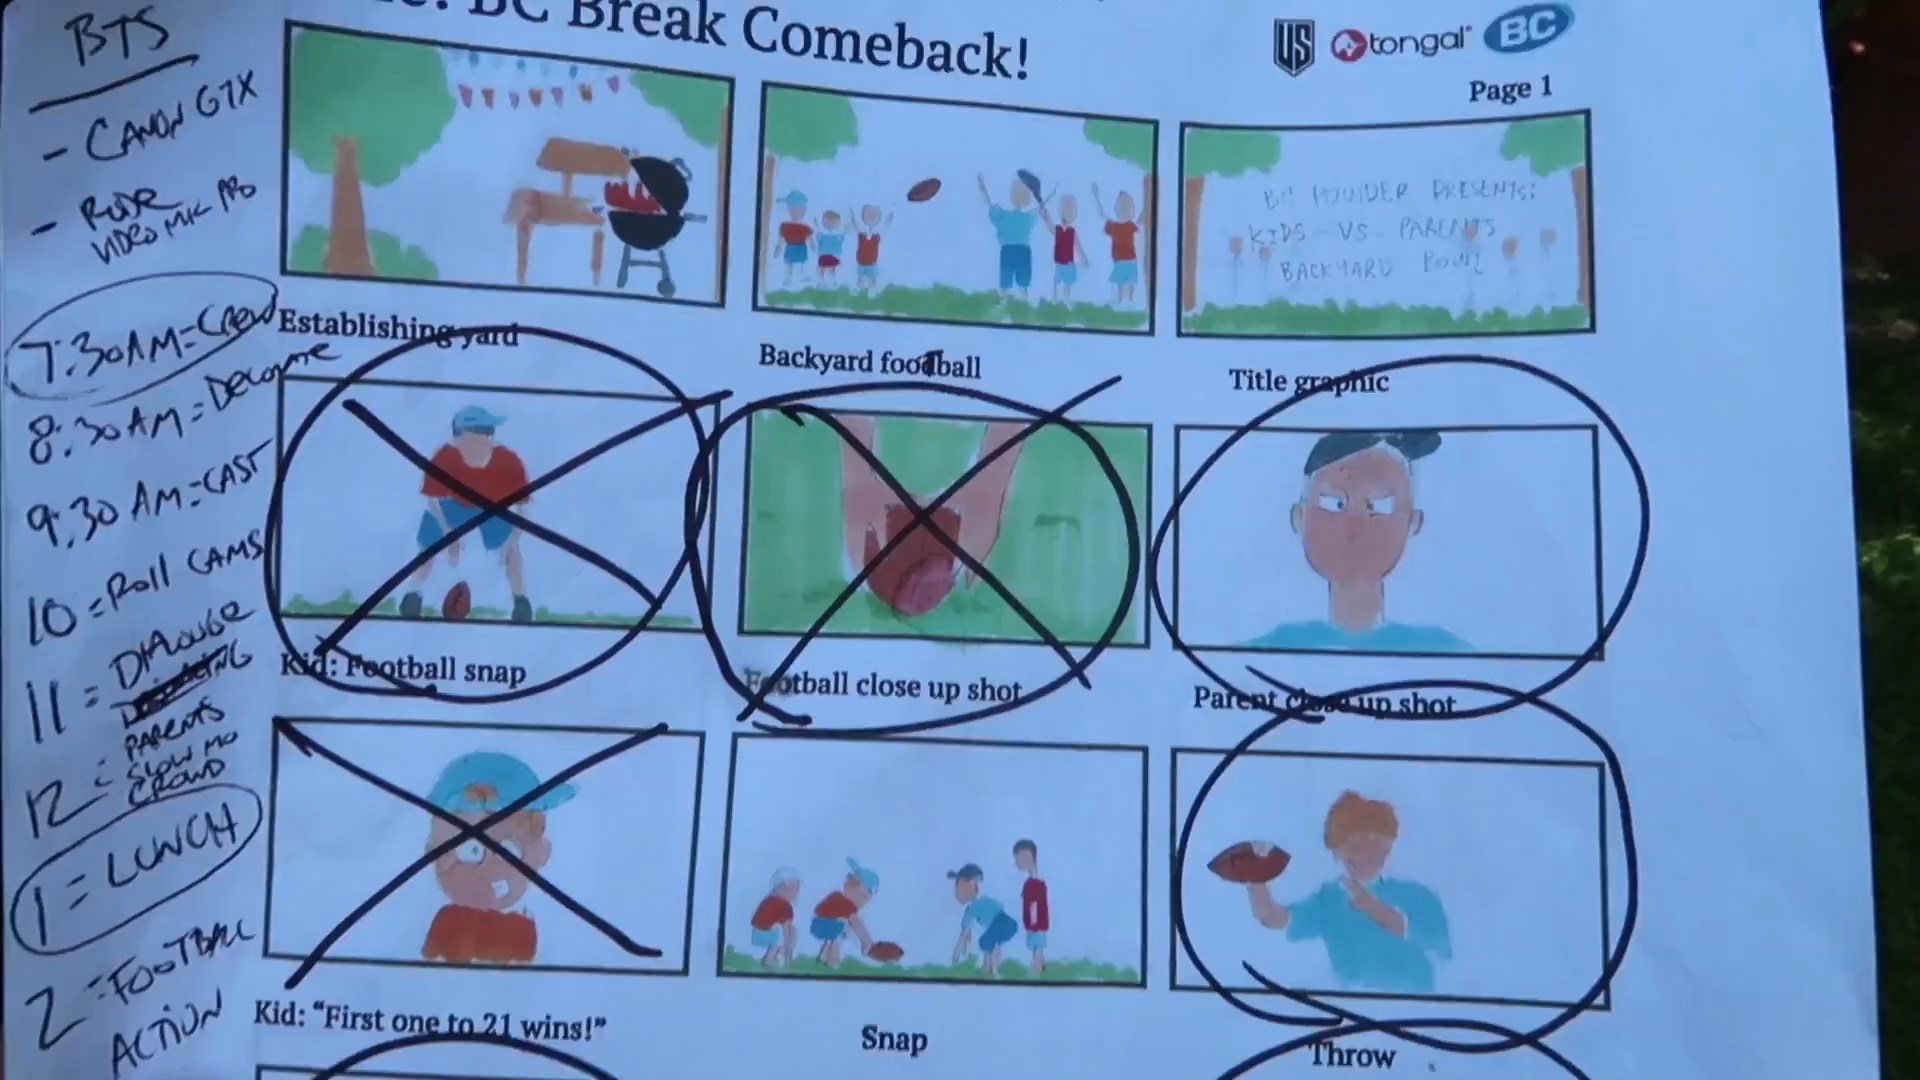 BC Break Comeback!
US
tongal
BC
Page 1
BTS
- CANON G7X
- RODE
VIDEO MIC PRO
7:30AM=CREW
8:30AM=DECORATE
9:30 AM=CAST
10=ROLL CAMS
11=DIALOUGE
12=PARENTS
SLOW MO
CROWD
1=LUNCH
2=FOOTBALL
ACTION
BC POWDER PRESENTS:
KIDS-VS-PARENTS
BACKYARD BOWL
Establishing yard
Backyard football
Title graphic
Kid: Football snap
Football close up shot
Parent close up shot
Kid: “First one to 21 wins!”
Snap
Throw